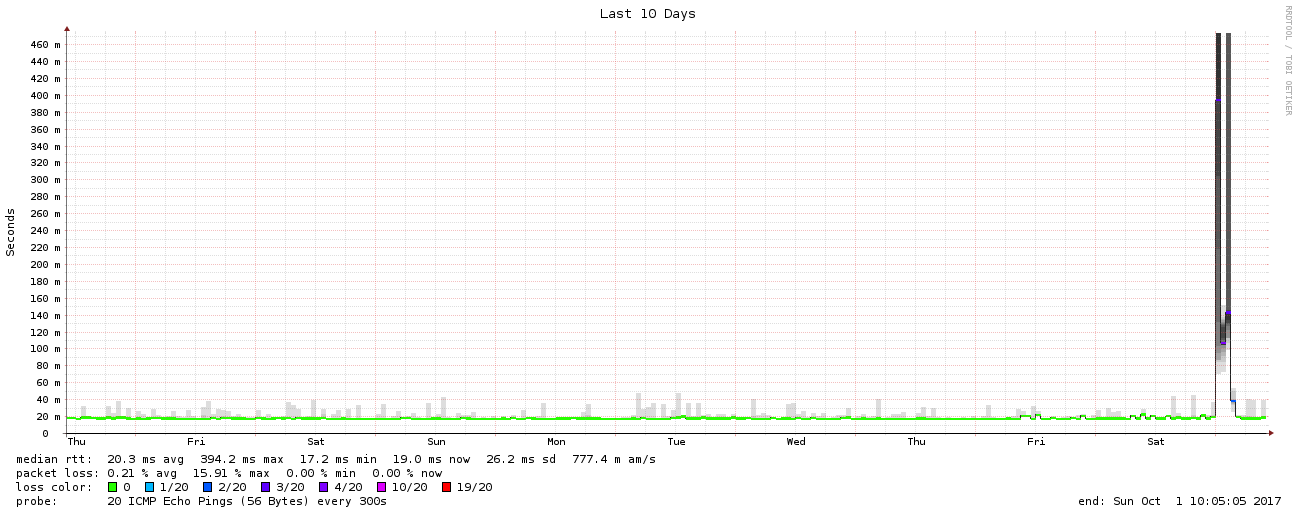 Last 10 Days
RRDTOOL / TOBI OETIKER
Seconds
460 m
440 m
420 m
400 m
380 m
360 m
340 m
320 m
300 m
280 m
260 m
240 m
220 m
200 m
180 m
160 m
140 m
120 m
100 m
80 m
60 m
40 m
20 m
0
Thu Fri Sat Sun Mon Tue Wed Thu Fri Sat
median rtt: 20.3 ms avg 394.2 ms max 17.2 ms min 19.0 ms now 26.2 ms sd 777.4 m am/s
packet loss: 0.21 % avg 15.91 % max 0.00 % min 0.00 % now
loss color: 0 1/20 2/20 3/20 4/20 10/20 19/20
probe: 20 ICMP Echo Pings (56 Bytes) every 300s end: Sun Oct 1 10:05:05 2017